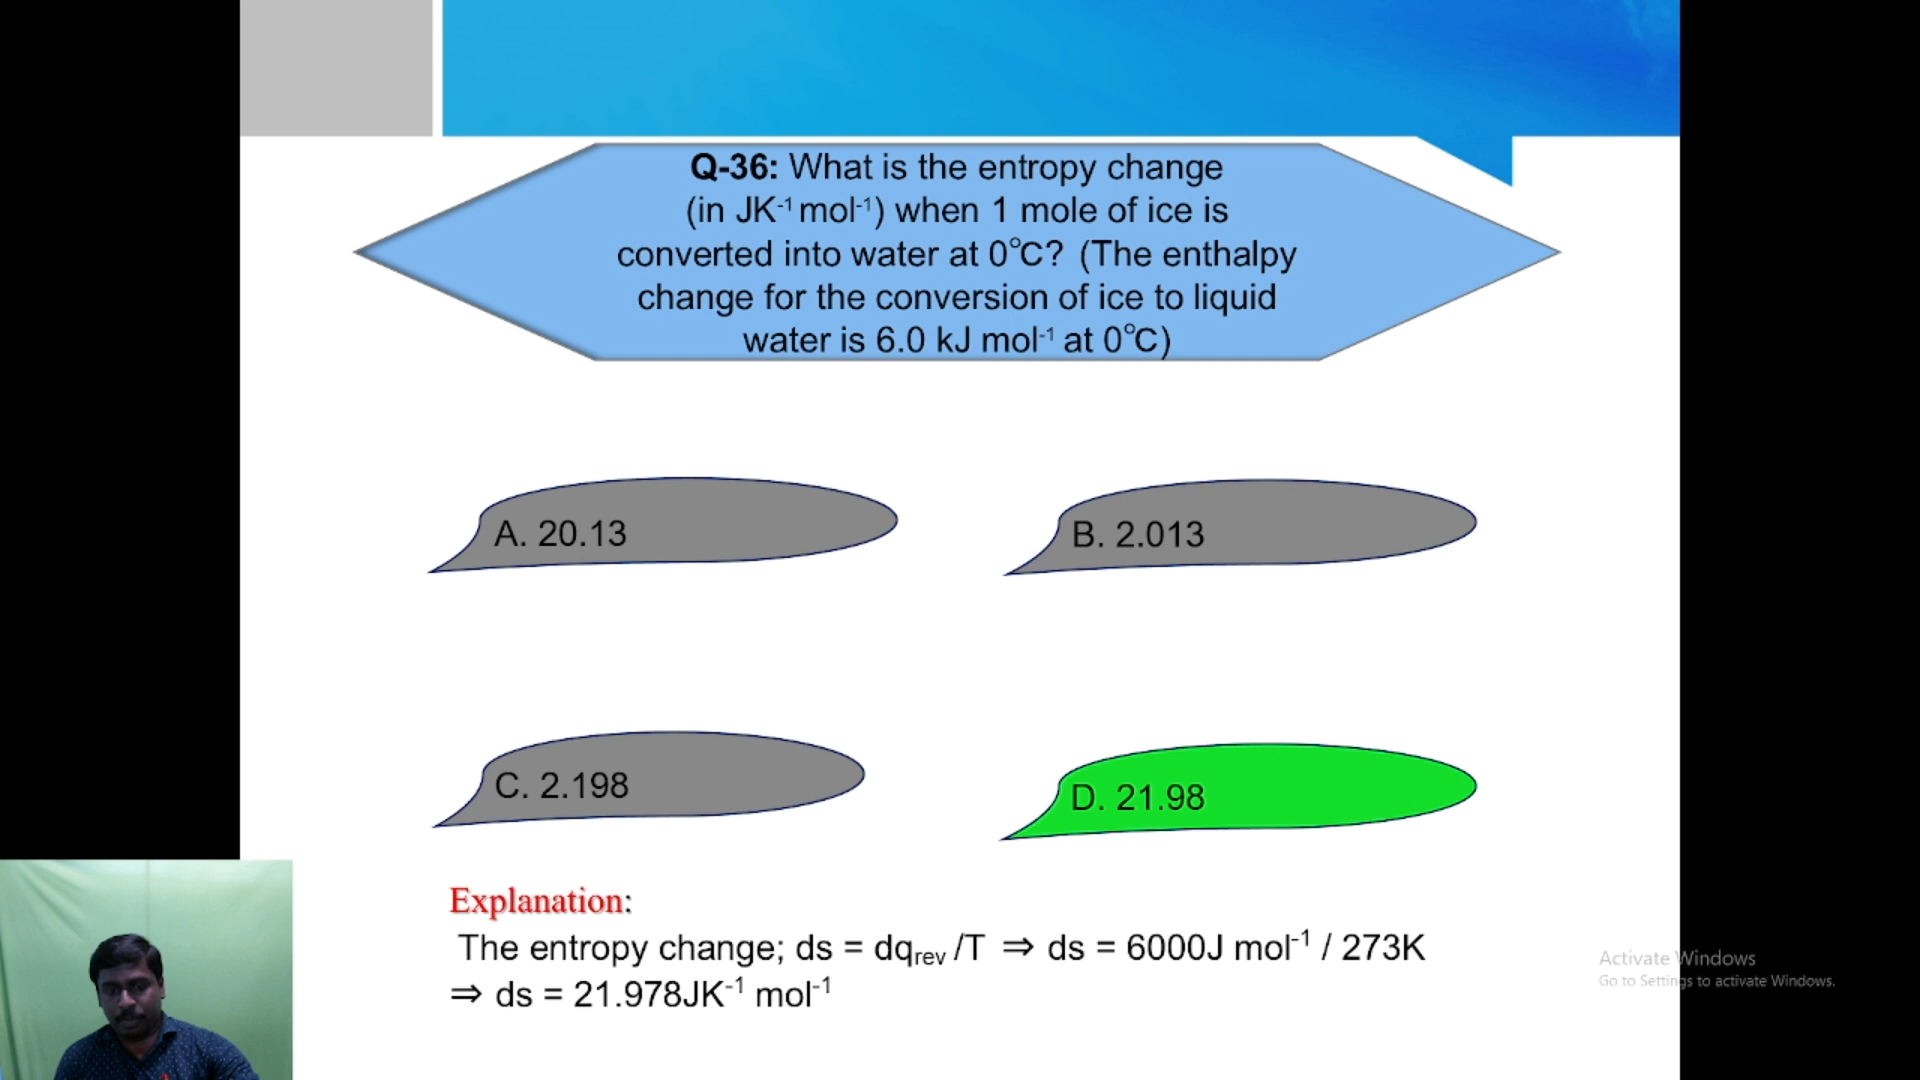 Q-36: What is the entropy change
(in JK⁻¹ mol⁻¹) when 1 mole of ice is
converted into water at 0°C? (The enthalpy
change for the conversion of ice to liquid
water is 6.0 kJ mol⁻¹ at 0°C)
A. 20.13
B. 2.013
C. 2.198
D. 21.98
Explanation:
The entropy change; ds = dqᵣₑᵥ /T ⇒ ds = 6000J mol⁻¹ / 273K
⇒ ds = 21.978JK⁻¹ mol⁻¹
Activate Windows
Go to Settings to activate Windows.